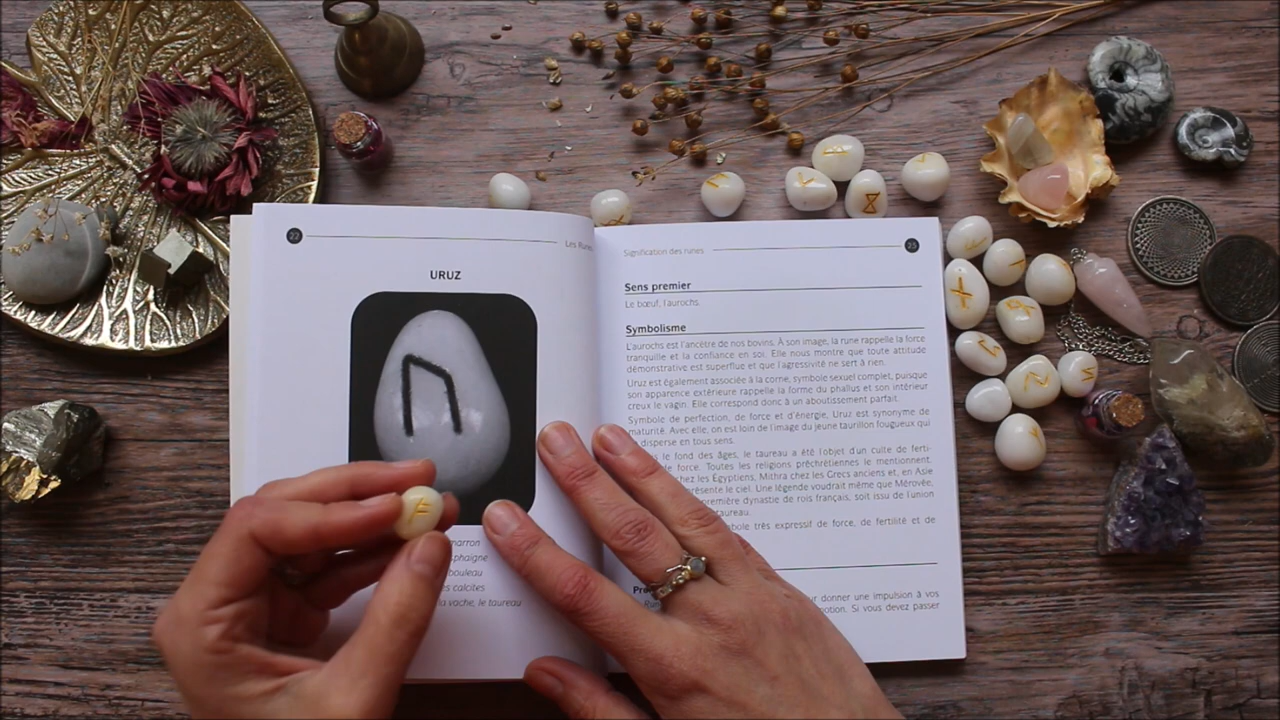 22
Les Runes
URUZ
marron
sphaigne
bouleau
es calcites
la vache, le taureau
Signification des runes
25
Sens premier
Le bœuf, l'aurochs.
Symbolisme
L'aurochs est l'ancêtre de nos bovins. À son image, la rune rappelle la force
tranquille et la confiance en soi. Elle nous montre que toute attitude
démonstrative est superflue et que l'agressivité ne sert à rien.
Uruz est également associée à la corne, symbole sexuel complet, puisque
son apparence extérieure rappelle la forme du phallus et son intérieur
creux le vagin. Elle correspond donc à un aboutissement parfait.
Symbole de perfection, de force et d'énergie, Uruz est synonyme de
maturité. Avec elle, on est loin de l'image du jeune taurillon fougueux qui
disperse en tous sens.
le fond des âges, le taureau a été l'objet d'un culte de ferti-
de force. Toutes les religions préchrétiennes le mentionnent.
chez les Égyptiens, Mithra chez les Grecs anciens et, en Asie
présente le ciel. Une légende voudrait même que Mérovée,
première dynastie de rois français, soit issu de l'union
taureau.
bole très expressif de force, de fertilité et de
donner une impulsion à vos
motion. Si vous devez passer